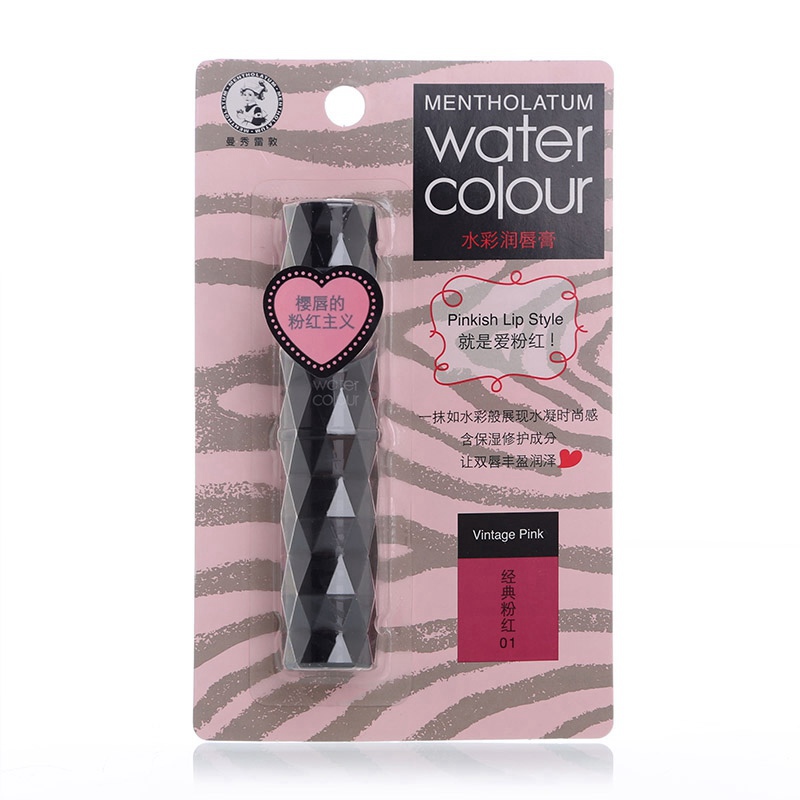 MENTHOLATUM
曼秀雷敦
MENTHOLATUM
water
colour
水彩润唇膏
樱唇的
粉红主义
water
colour
Pinkish Lip Style
就是爱粉红！
一抹如水彩般展现水凝时尚感
含保湿修护成分
让双唇丰盈润泽
Vintage Pink
经典粉红
01